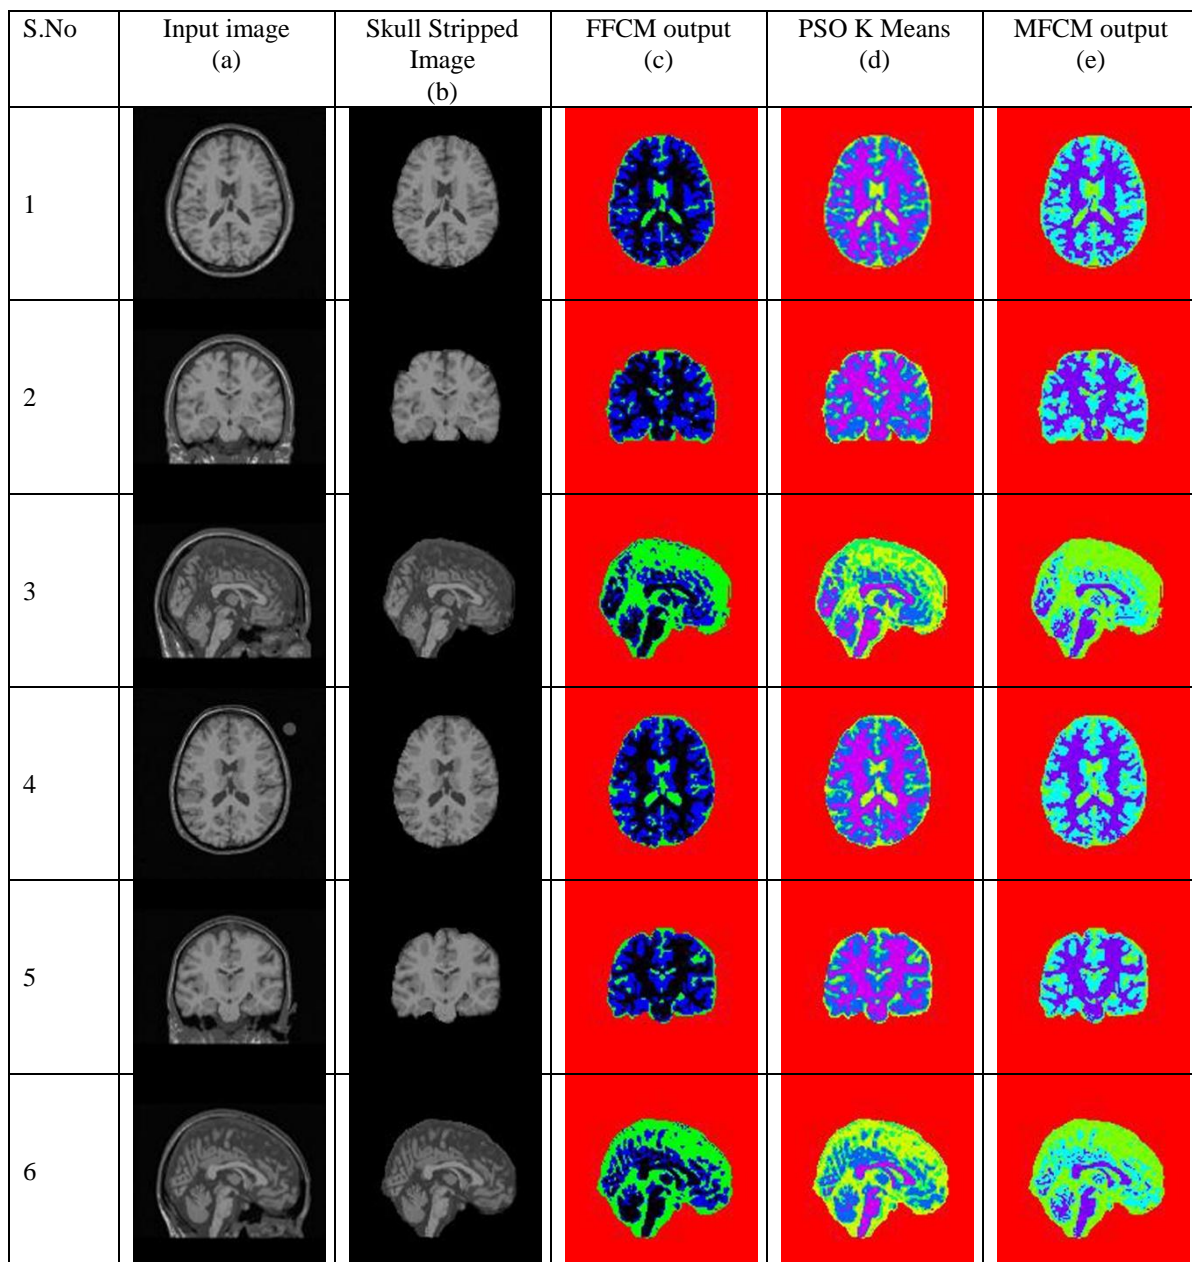 S.No
Input image
(a)
Skull Stripped
Image
(b)
FFCM output
(c)
PSO K Means
(d)
MFCM output
(e)
1
2
3
4
5
6